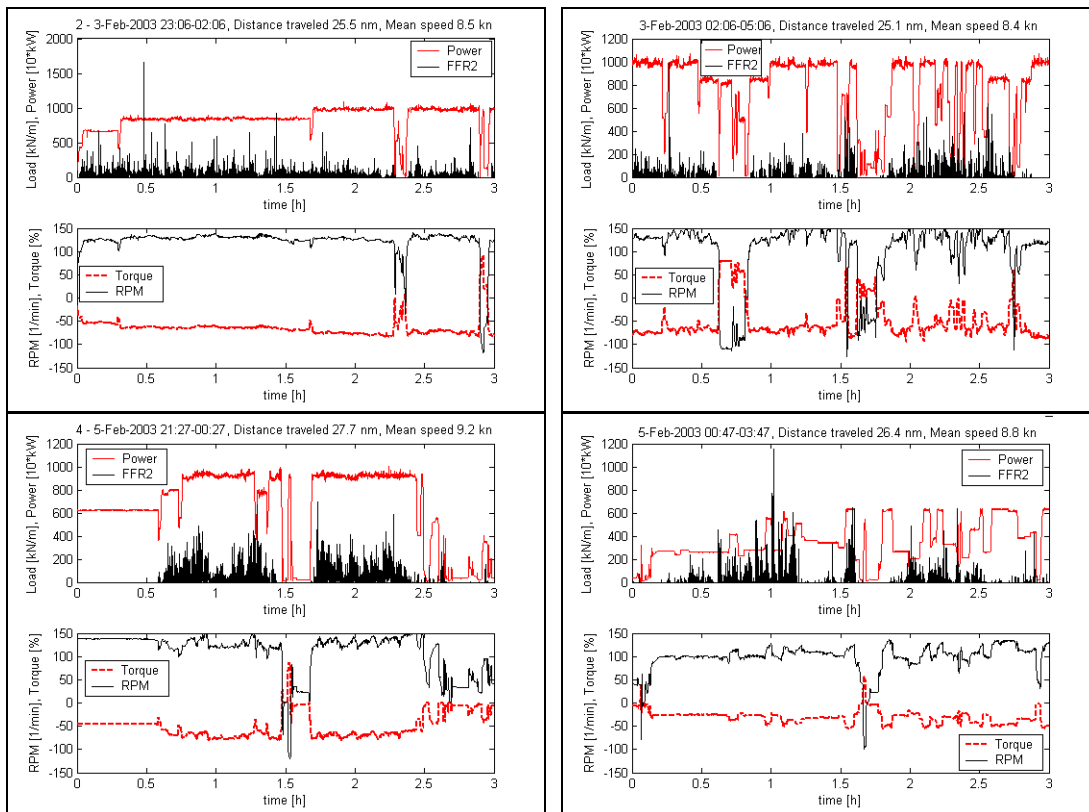 2 - 3-Feb-2003 23:06-02:06, Distance traveled 25.5 nm, Mean speed 8.5 kn
Load [kN/m], Power [10*kW]
2000
1500
1000
500
0
Power
FFR2
0 0.5 1 1.5 2 2.5 3
time [h]
RPM [1/min], Torque [%]
150
100
50
0
-50
-100
-150
Torque
RPM
0 0.5 1 1.5 2 2.5 3
time [h]
3-Feb-2003 02:06-05:06, Distance traveled 25.1 nm, Mean speed 8.4 kn
Load [kN/m], Power [10*kW]
1200
1000
800
600
400
200
0
Power
FFR2
0 0.5 1 1.5 2 2.5 3
time [h]
RPM [1/min], Torque [%]
150
100
50
0
-50
-100
-150
Torque
RPM
0 0.5 1 1.5 2 2.5 3
time [h]
4 - 5-Feb-2003 21:27-00:27, Distance traveled 27.7 nm, Mean speed 9.2 kn
Load [kN/m], Power [10*kW]
1200
1000
800
600
400
200
0
Power
FFR2
0 0.5 1 1.5 2 2.5 3
time [h]
RPM [1/min], Torque [%]
150
100
50
0
-50
-100
-150
Torque
RPM
0 0.5 1 1.5 2 2.5 3
time [h]
5-Feb-2003 00:47-03:47, Distance traveled 26.4 nm, Mean speed 8.8 kn
Load [kN/m], Power [10*kW]
1200
1000
800
600
400
200
0
Power
FFR2
0 0.5 1 1.5 2 2.5 3
time [h]
RPM [1/min], Torque [%]
150
100
50
0
-50
-100
-150
Torque
RPM
0 0.5 1 1.5 2 2.5 3
time [h]